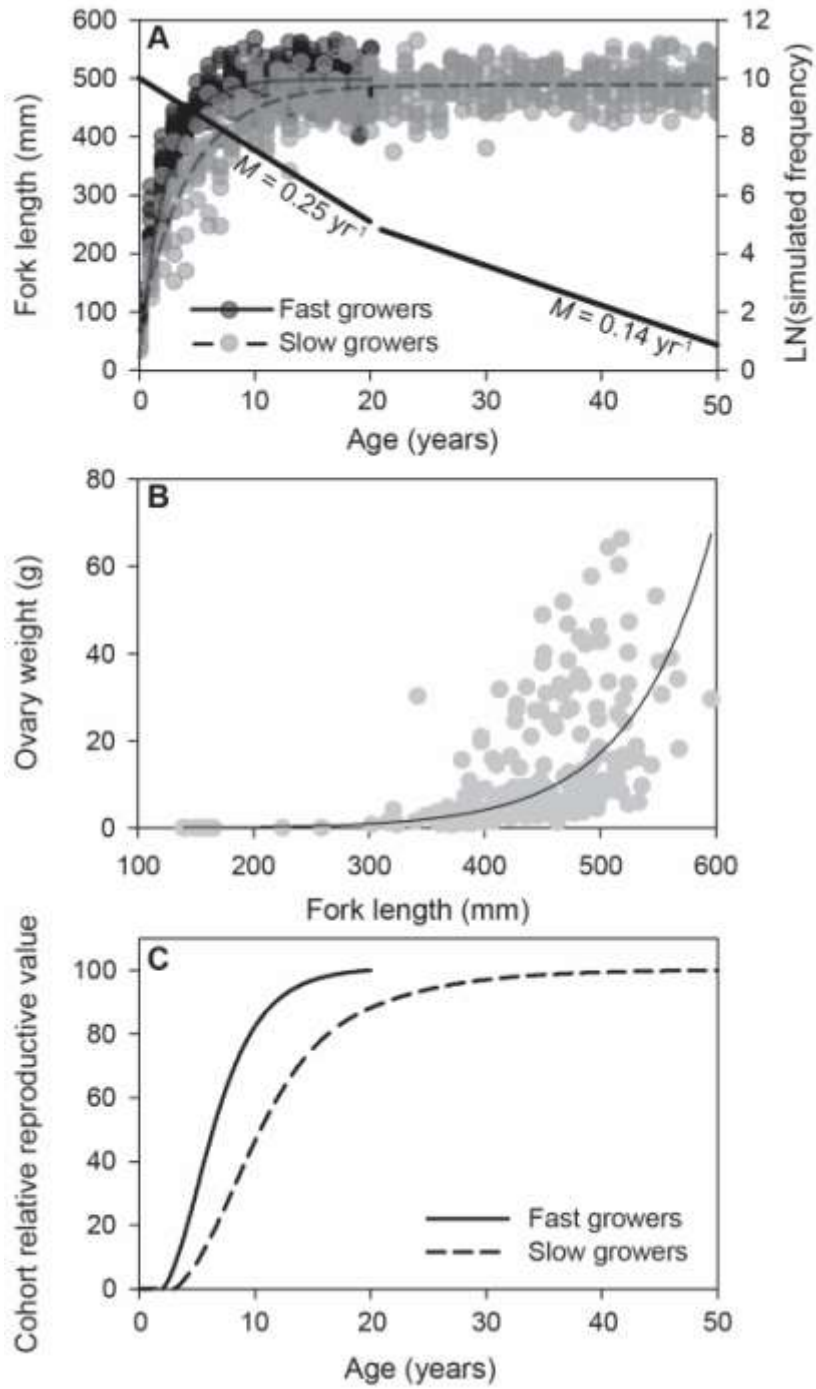 A
600
500
400
300
200
100
0
Fork length (mm)
12
10
8
6
4
2
0
LN(simulated frequency)
M = 0.25 yr-1
M = 0.14 yr-1
Fast growers
Slow growers
0 10 20 30 40 50
Age (years)
B
80
60
40
20
0
Ovary weight (g)
100 200 300 400 500 600
Fork length (mm)
C
100
80
60
40
20
0
Cohort relative reproductive value
Fast growers
Slow growers
0 10 20 30 40 50
Age (years)